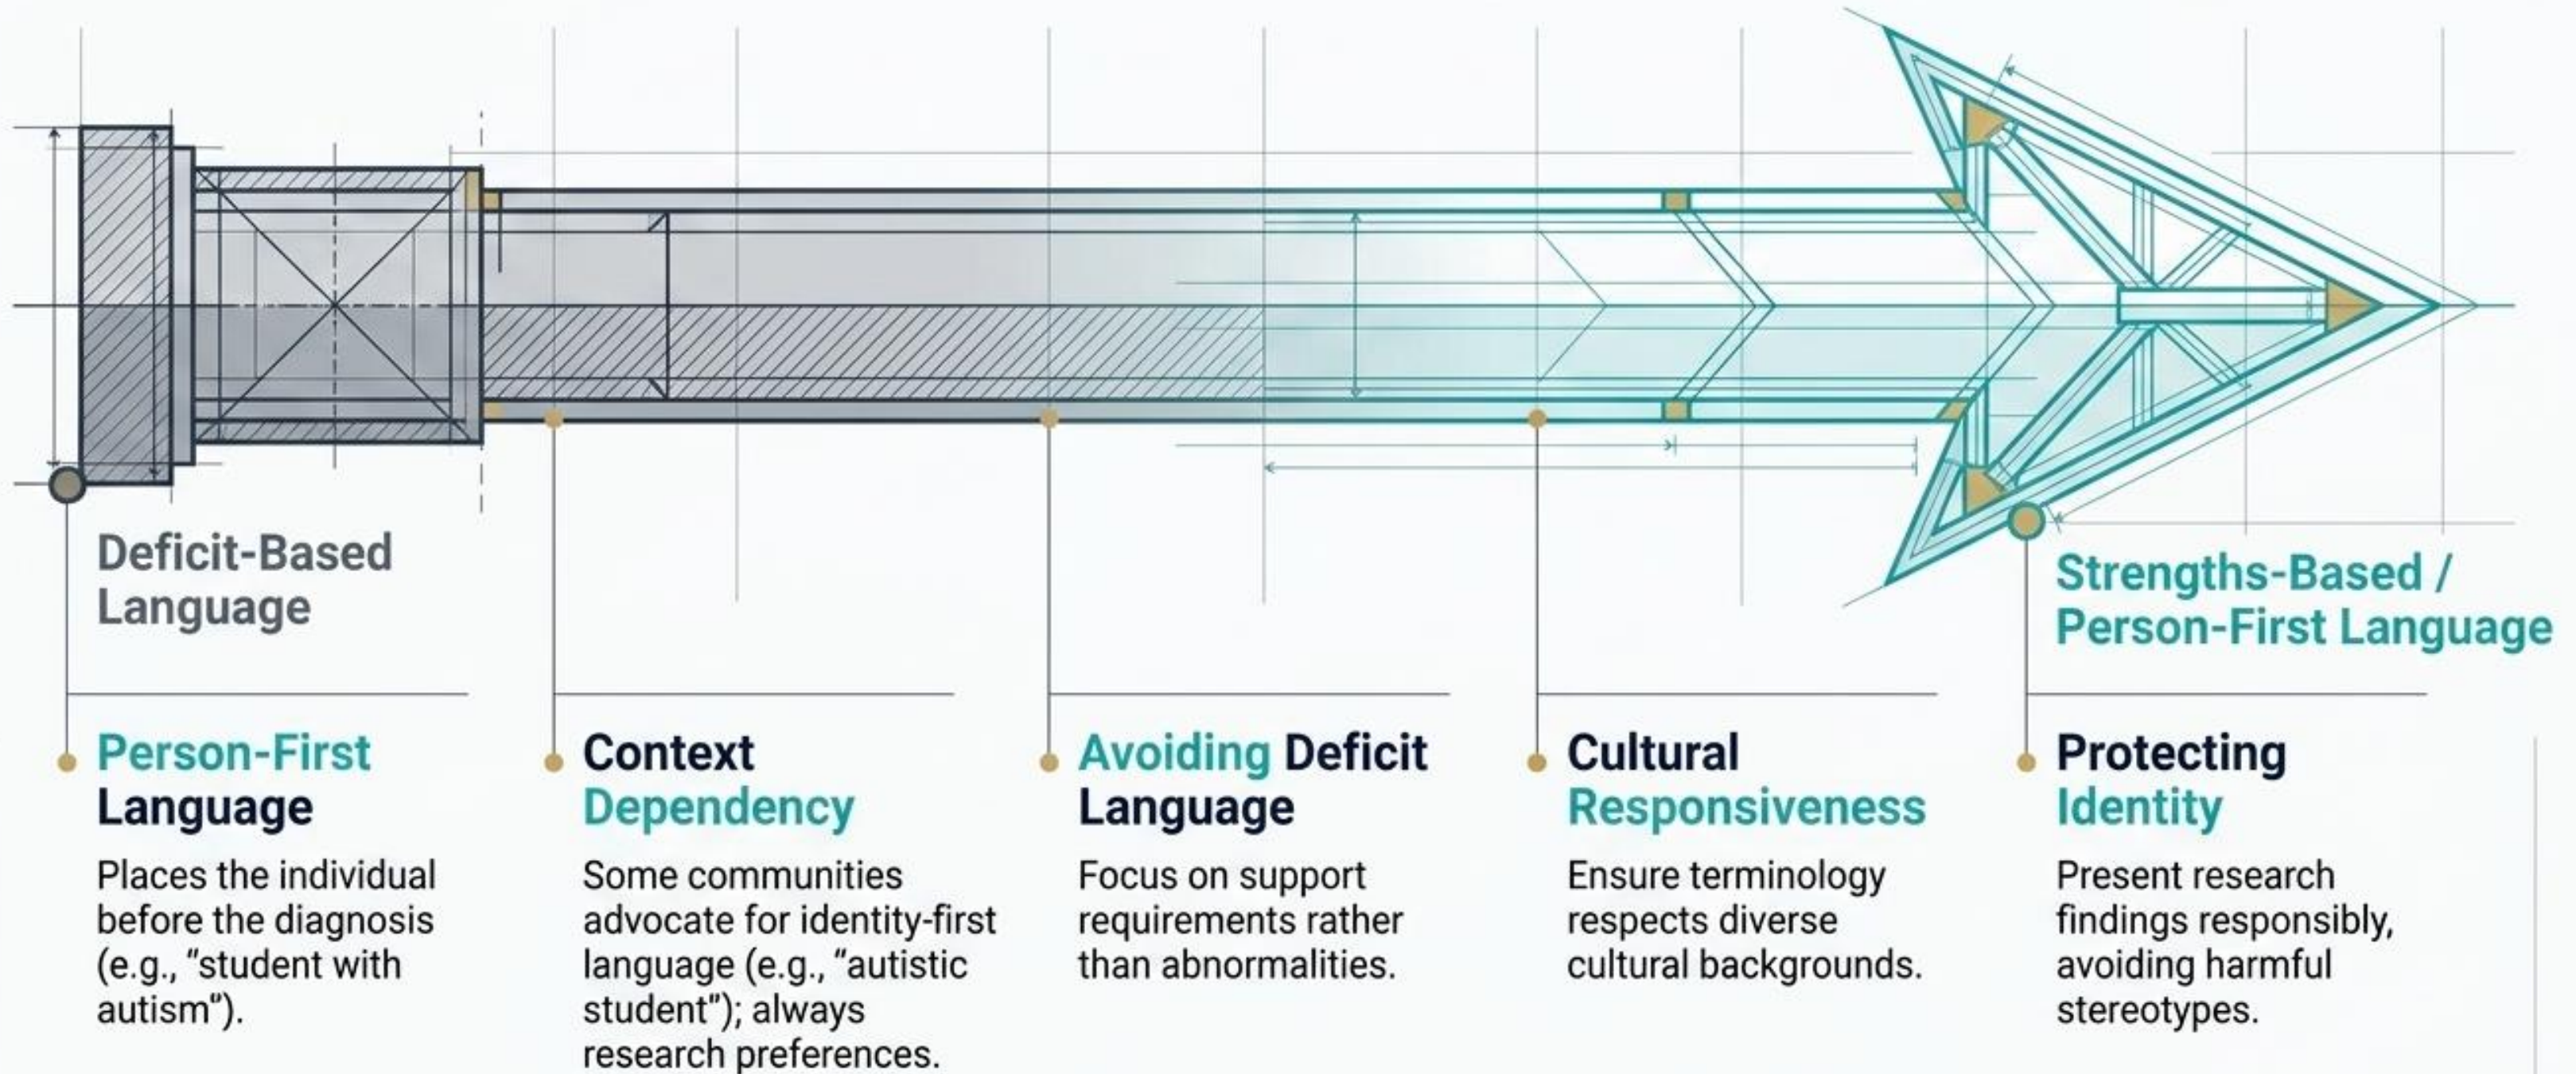 Deficit-Based
Language
Strengths-Based /
Person-First Language
Person-First
Language
Places the individual
before the diagnosis
(e.g., “student with
autism”).
Context
Dependency
Some communities
advocate for identity-first
language (e.g., “autistic
student”); always
research preferences.
Avoiding Deficit
Language
Focus on support
requirements rather
than abnormalities.
Cultural
Responsiveness
Ensure terminology
respects diverse
cultural backgrounds.
Protecting
Identity
Present research
findings responsibly,
avoiding harmful
stereotypes.